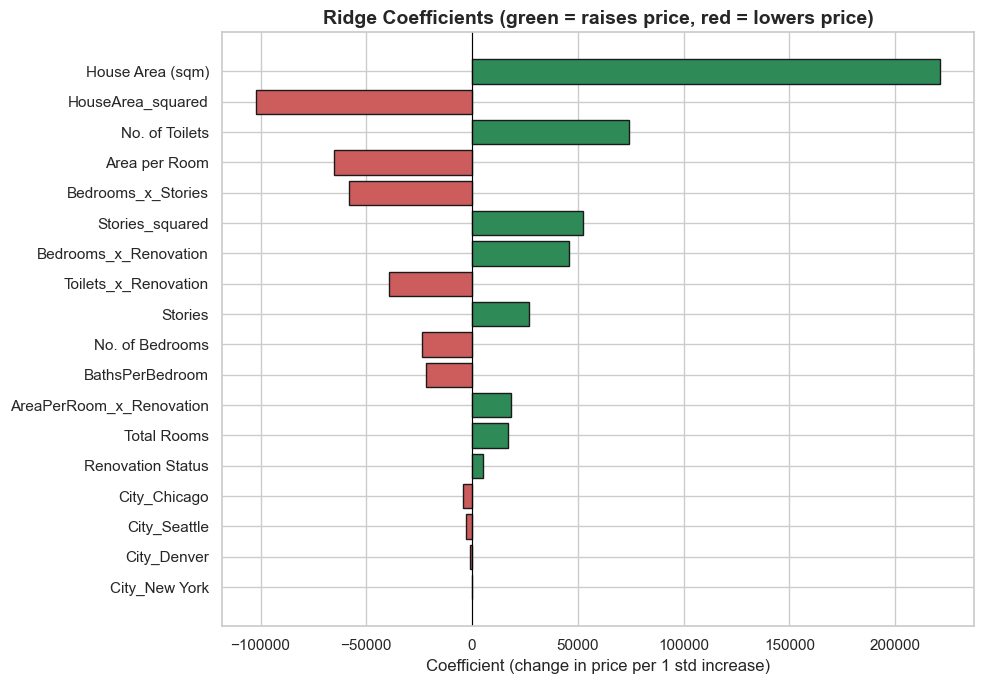 Ridge Coefficients (green = raises price, red = lowers price)
House Area (sqm)
HouseArea_squared
No. of Toilets
Area per Room
Bedrooms_x_Stories
Stories_squared
Bedrooms_x_Renovation
Toilets_x_Renovation
Stories
No. of Bedrooms
BathsPerBedroom
AreaPerRoom_x_Renovation
Total Rooms
Renovation Status
City_Chicago
City_Seattle
City_Denver
City_New York
−100000 −50000 0 50000 100000 150000 200000
Coefficient (change in price per 1 std increase)